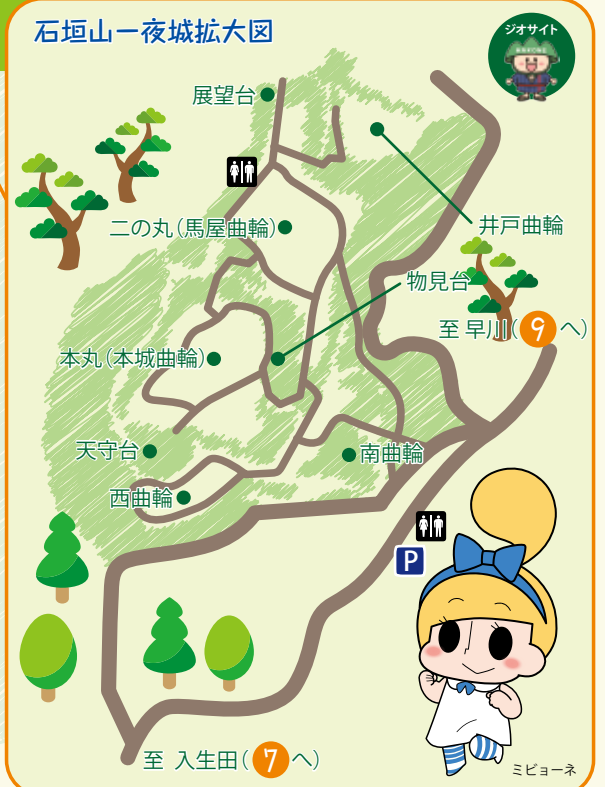 石垣山一夜城拡大図
ジオサイト
展望台
井戸曲輪
二の丸（馬屋曲輪）
物見台
至 早川（9へ）
本丸（本城曲輪）
天守台
南曲輪
西曲輪
P
至 入生田（7へ）
ミビョーネ